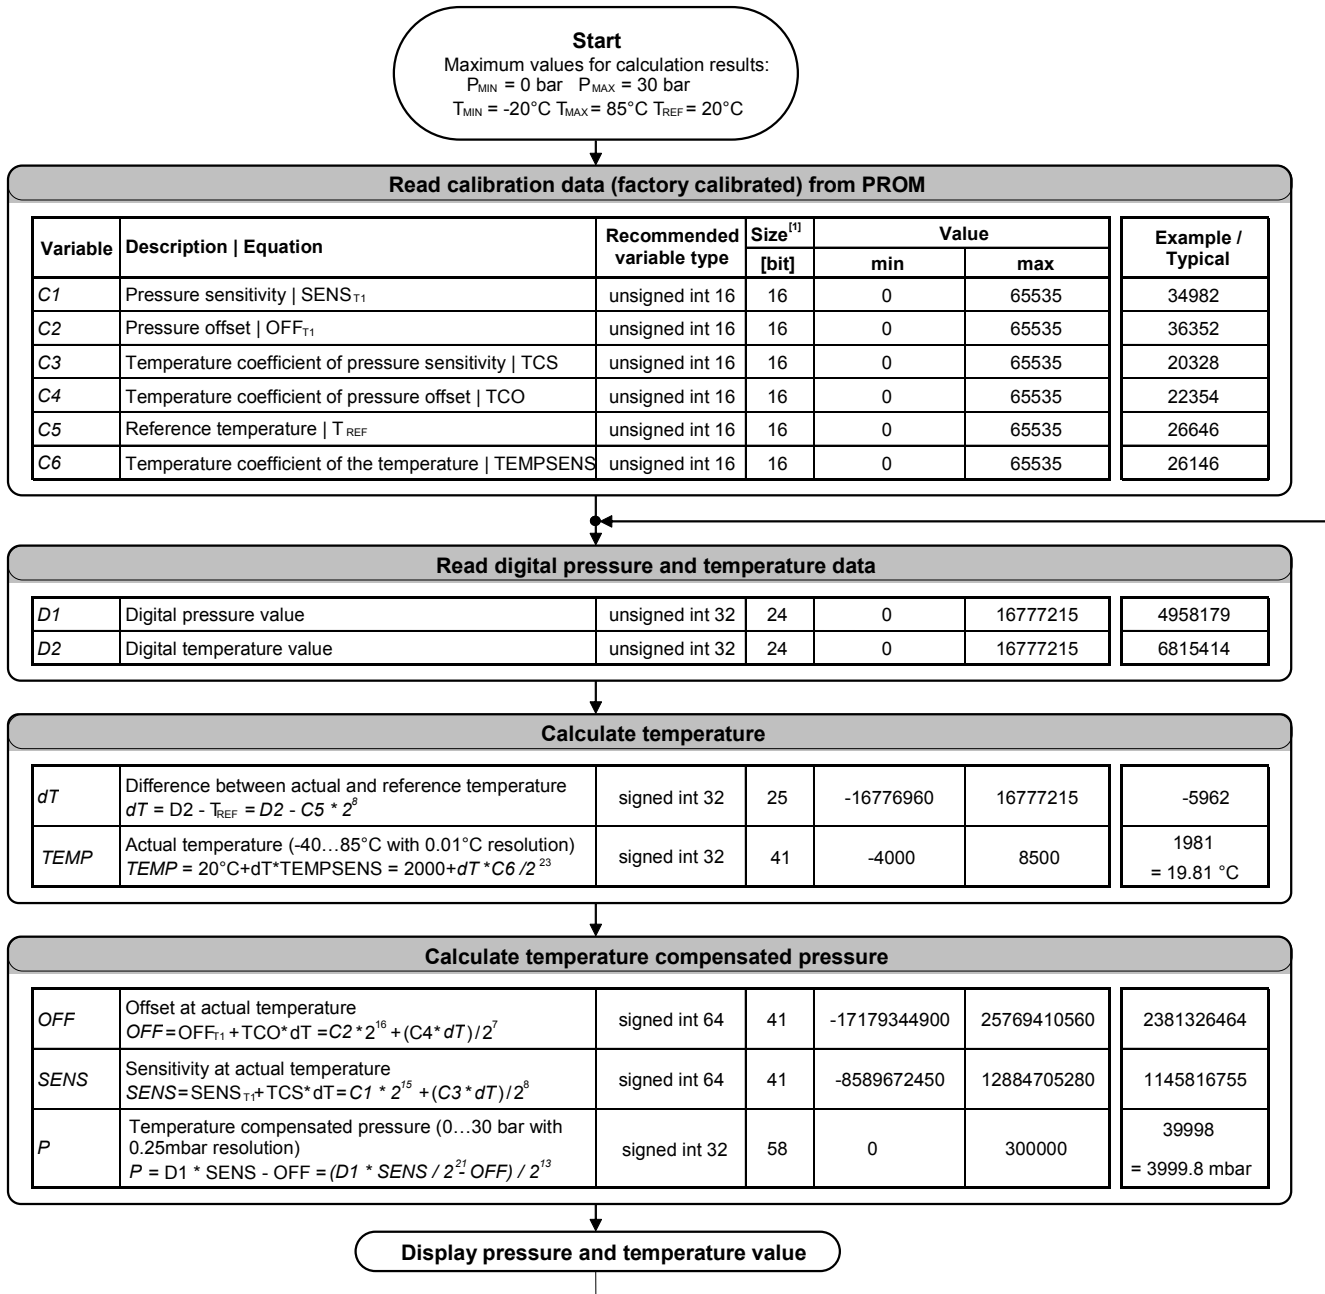 Start
Maximum values for calculation results:
PMIN = 0 bar PMAX = 30 bar
TMIN = -20°C TMAX = 85°C TREF = 20°C
Read calibration data (factory calibrated) from PROM
Variable Description | Equation Recommended variable type Size[1] [bit] Value min max Example / Typical
C1 Pressure sensitivity | SENST1 unsigned int 16 16 0 65535 34982
C2 Pressure offset | OFFT1 unsigned int 16 16 0 65535 36352
C3 Temperature coefficient of pressure sensitivity | TCS unsigned int 16 16 0 65535 20328
C4 Temperature coefficient of pressure offset | TCO unsigned int 16 16 0 65535 22354
C5 Reference temperature | TREF unsigned int 16 16 0 65535 26646
C6 Temperature coefficient of the temperature | TEMPSENS unsigned int 16 16 0 65535 26146
Read digital pressure and temperature data
D1 Digital pressure value unsigned int 32 24 0 16777215 4958179
D2 Digital temperature value unsigned int 32 24 0 16777215 6815414
Calculate temperature
Difference between actual and reference temperature
dT dT = D2 - TREF = D2 - C5 * 2^8 signed int 32 25 -16776960 16777215 -5962
Actual temperature (-40…85°C with 0.01°C resolution)
TEMP TEMP = 20°C+dT*TEMPSENS = 2000+dT*C6/2^23 signed int 32 41 -4000 8500 1981
= 19.81 °C
Calculate temperature compensated pressure
Offset at actual temperature
OFF OFF=OFFT1+TCO*dT=C2*2^16+(C4*dT)/2^7 signed int 64 41 -17179344900 25769410560 2381326464
Sensitivity at actual temperature
SENS SENS=SENST1+TCS*dT=C1 * 2^15 +(C3*dT)/2^8 signed int 64 41 -8589672450 12884705280 1145816755
Temperature compensated pressure (0…30 bar with
0.25mbar resolution)
P P = D1 * SENS - OFF = (D1 * SENS / 2^21 - OFF) / 2^13 signed int 32 58 0 300000 39998
= 3999.8 mbar
Display pressure and temperature value